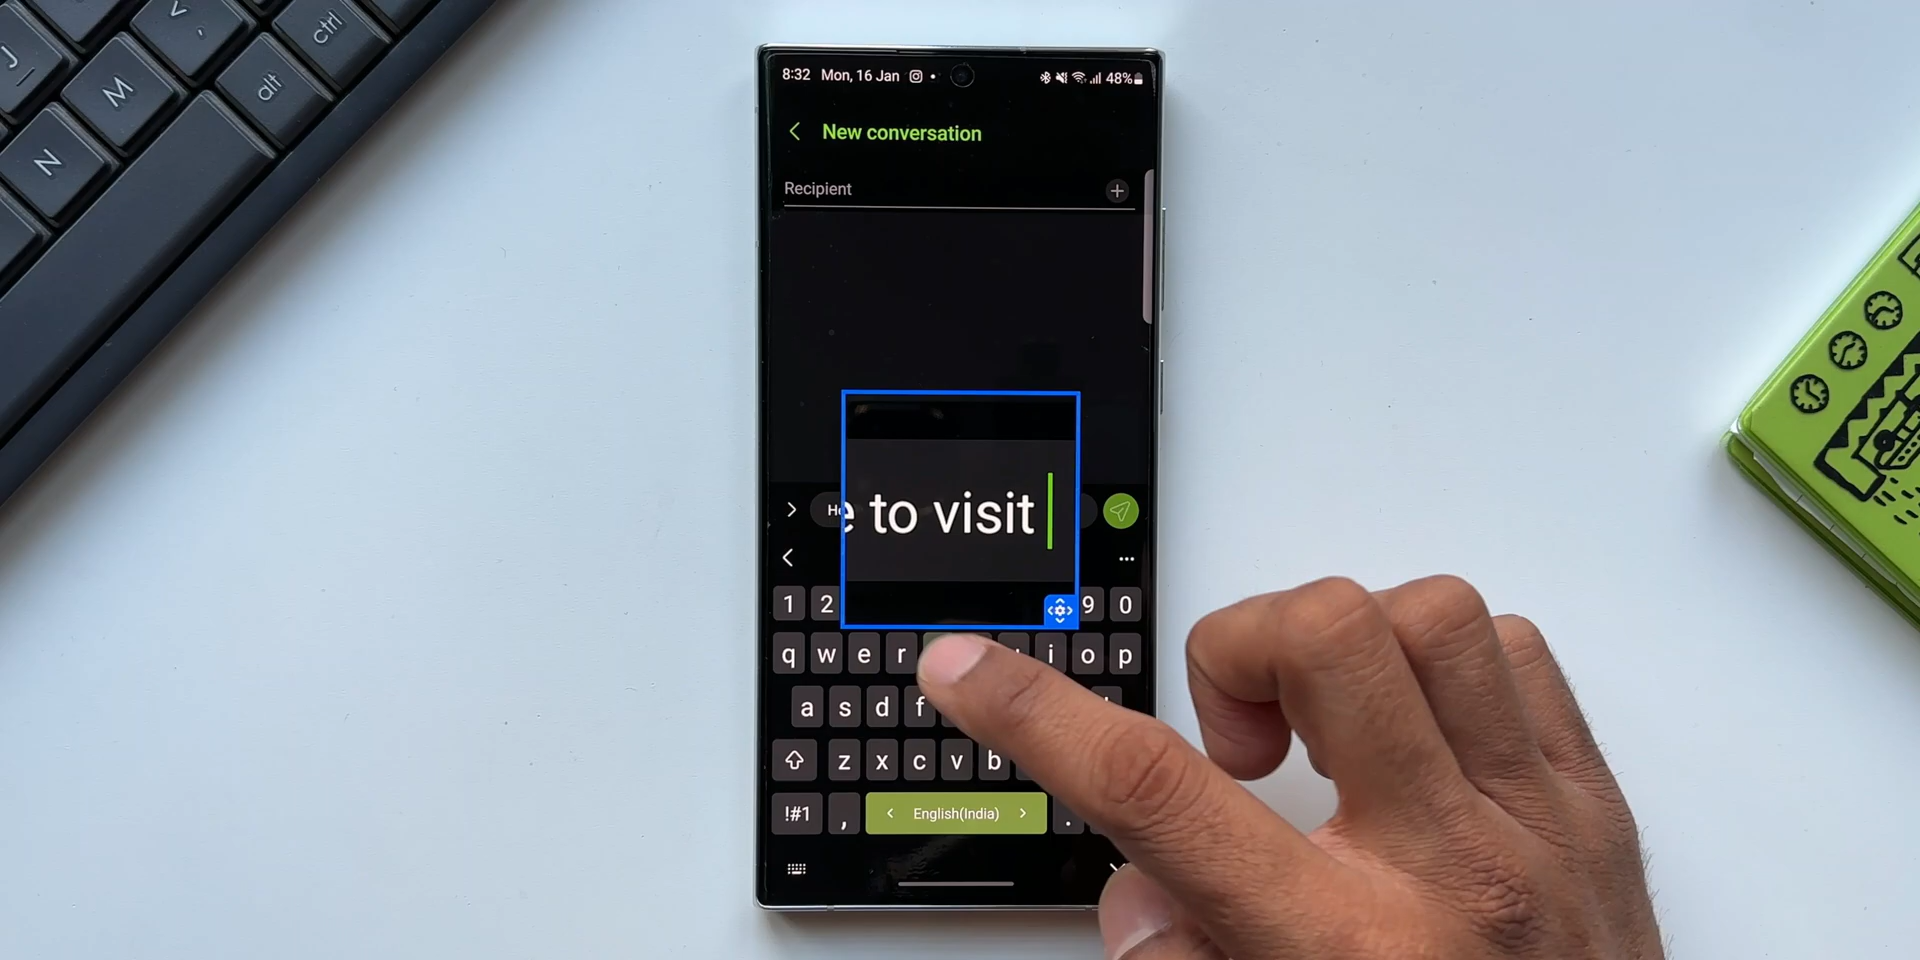 J
M
N
alt
ctrl
8:32 Mon, 16 Jan 48%
New conversation
Recipient
He
e to visit
1 2 9 0
q w e r i o p
a s d f
z x c v b
!#1 , English(India) .